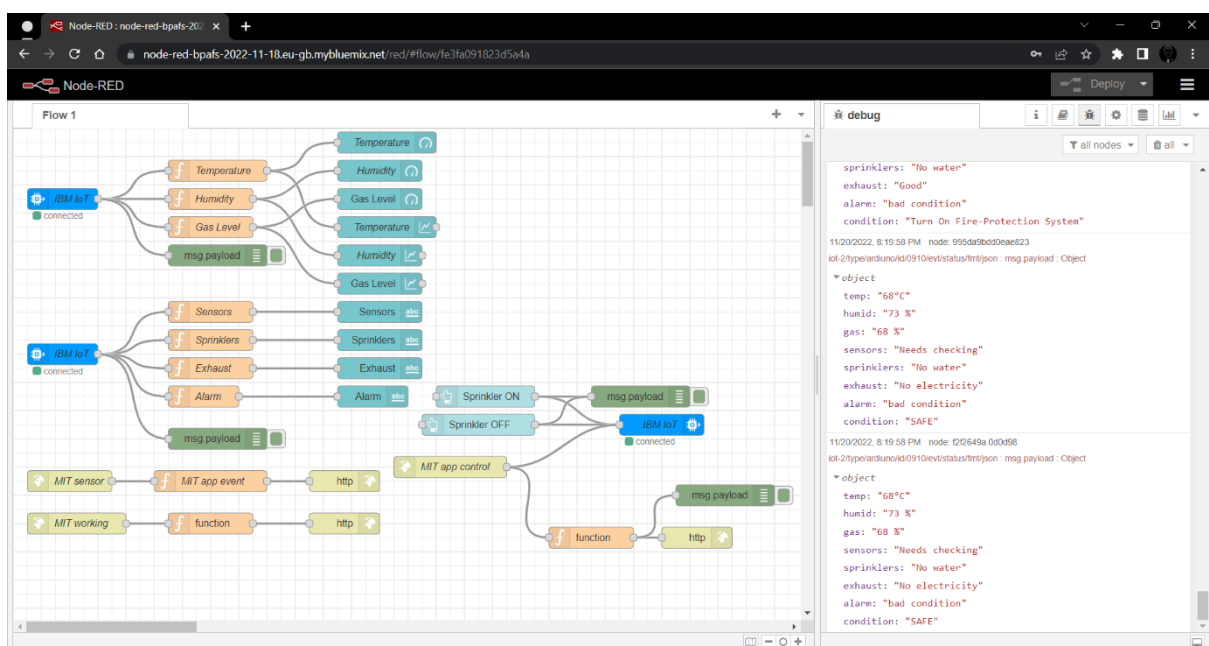 Node-RED : node-red-bpafs-202
node-red-bpafs-2022-11-18.eu-gb.mybluemix.net/red/#flow/fe3fa091823d5a4a
Node-RED
Deploy
Flow 1
Temperature
Humidity
Gas Level
Temperature
Humidity
Gas Level
IBM IoT
connected
Temperature
Humidity
Gas Level
msg.payload
Sensors
Sprinklers
Exhaust
Alarm
Sensors abc
Sprinklers abc
Exhaust abc
Alarm abc
IBM IoT
connected
msg.payload
Sprinkler ON
Sprinkler OFF
msg.payload
IBM IoT
connected
MIT app control
MIT sensor
MIT app event
http
MIT working
function
http
msg.payload
function
http
debug
i
all nodes
all
sprinklers: "No water"
exhaust: "Good"
alarm: "bad condition"
condition: "Turn On Fire-Protection System"
11/20/2022, 8:19:58 PM node: 995da9bdd0eae823
iot-2/type/ardiuno/id/0910/evt/status/fmt/json : msg.payload : Object
object
temp: "68°C"
humid: "73 %"
gas: "68 %"
sensors: "Needs checking"
sprinklers: "No water"
exhaust: "No electricity"
alarm: "bad condition"
condition: "SAFE"
11/20/2022, 8:19:58 PM node: f2f2649a.0d0d98
iot-2/type/ardiuno/id/0910/evt/status/fmt/json : msg.payload : Object
object
temp: "68°C"
humid: "73 %"
gas: "68 %"
sensors: "Needs checking"
sprinklers: "No water"
exhaust: "No electricity"
alarm: "bad condition"
condition: "SAFE"